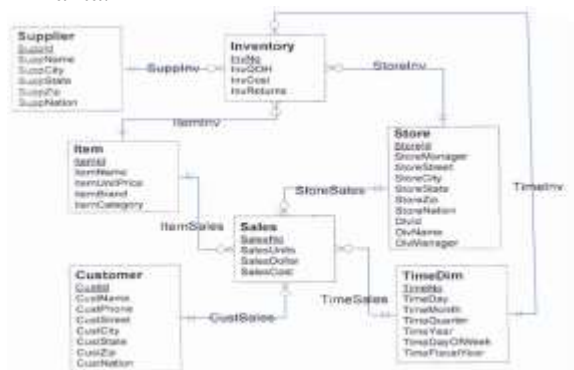 Supplier
SuppId
SuppName
SuppCity
SuppState
SuppZip
SuppNation
SuppInv
Inventory
InvNo
InvQOH
InvCost
InvReturns
StoreInv
ItemInv
Store
StoreId
StoreManager
StoreStreet
StoreCity
StoreState
StoreZip
StoreNation
DivId
DivName
DivManager
TimeInv
Item
ItemId
ItemName
ItemUnitPrice
ItemBrand
ItemCategory
StoreSales
ItemSales
Sales
SalesNo
SalesUnits
SalesDollar
SalesCost
Customer
CustId
CustName
CustPhone
CustStreet
CustCity
CustState
CustZip
CustNation
CustSales
TimeSales
TimeDim
TimeNo
TimeDay
TimeMonth
TimeQuarter
TimeYear
TimeDayOfWeek
TimeFiscalYear